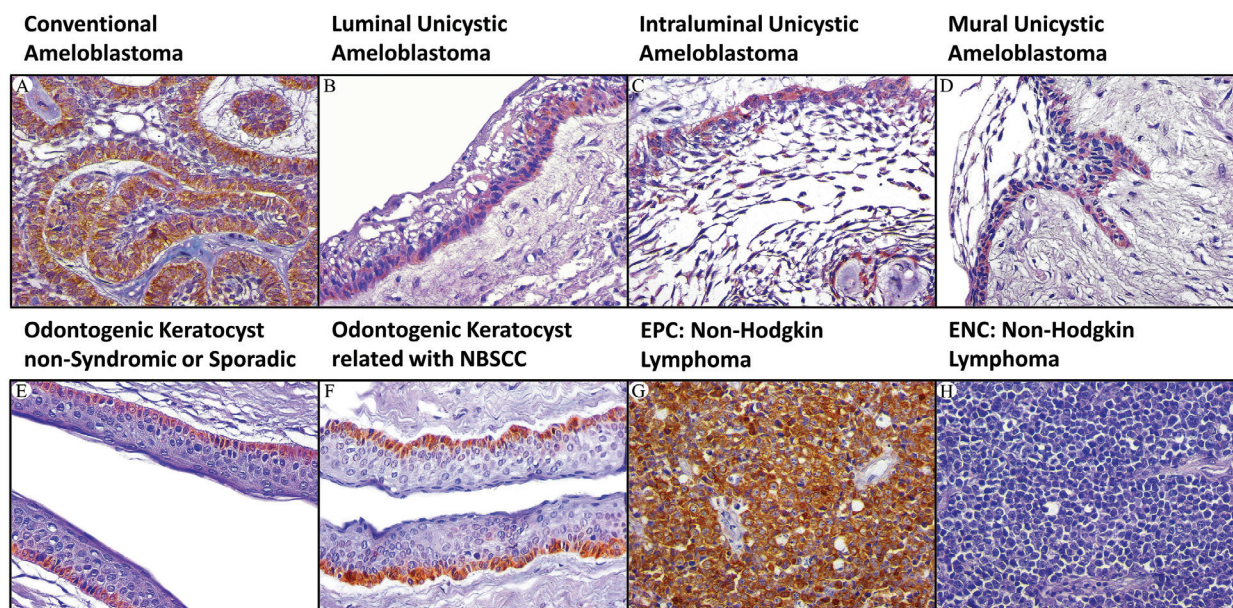 Conventional
Ameloblastoma
Luminal Unicystic
Ameloblastoma
Intraluminal Unicystic
Ameloblastoma
Mural Unicystic
Ameloblastoma
A
B
C
D
Odontogenic Keratocyst
non-Syndromic or Sporadic
Odontogenic Keratocyst
related with NBSCC
EPC: Non-Hodgkin
Lymphoma
ENC: Non-Hodgkin
Lymphoma
E
F
G
H